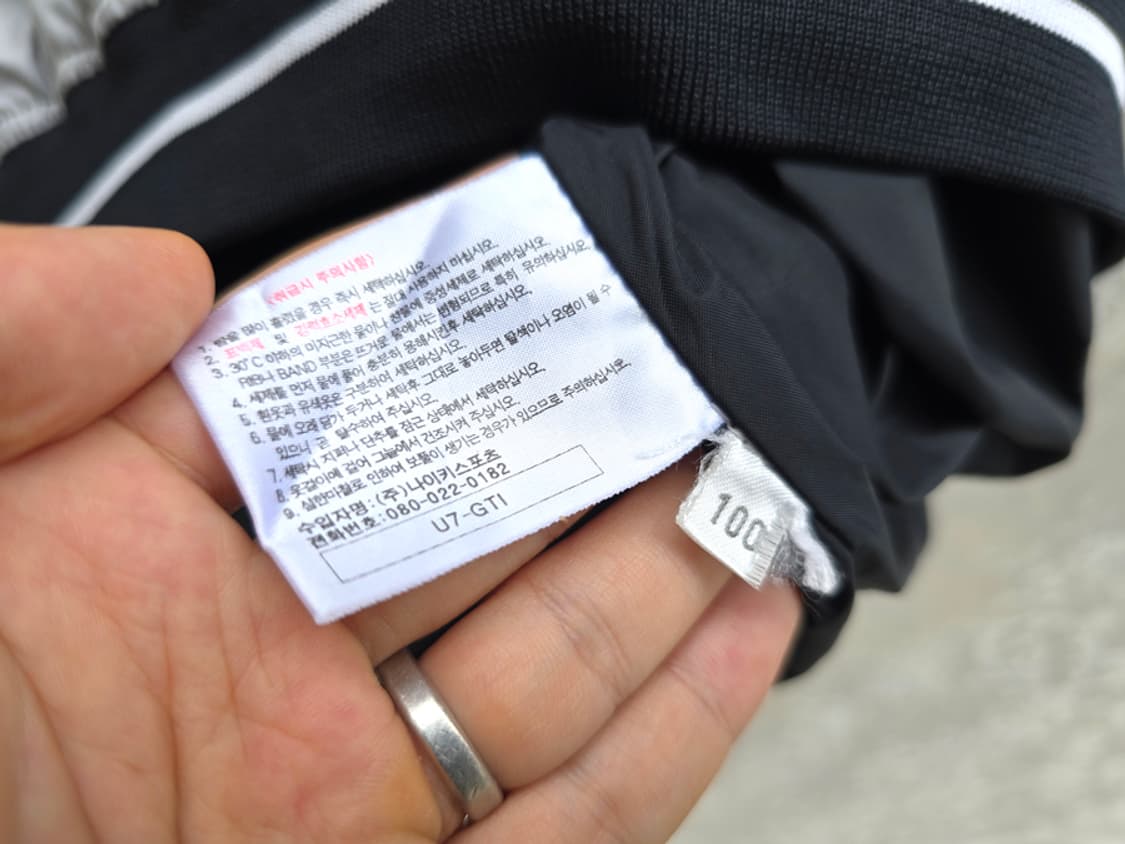 <취급시 주의사항>
1. 땀을 많이 흘렸을 경우 즉시 세탁하십시오.
2. 표백제 및 강력효소세제 는 절대 사용하지 마십시오.
3. 30˚C 이하의 미지근한 물이나 찬물에 중성세제로 세탁하십시오.
RIB나 BAND 부분은 뜨거운 물에서는 변형되므로 특히 유의하십시오.
4. 세제를 먼저 물에 풀어 충분히 용해시킨후 세탁하십시오.
5. 흰옷과 유색옷은 구분하여 세탁하십시오.
6. 물에 오래 담가 두거나 세탁후 그대로 놓아두면 탈색이나 오염이 될 수
있으니 곧 탈수하여 주십시오.
7. 세탁시 지퍼나 단추를 잠근 상태에서 세탁하십시오.
8. 옷걸이에 걸어 그늘에서 건조시켜 주십시오.
9. 심한마찰로 인하여 보풀이 생기는 경우가 있으므로 주의하십시오.
수입자명:(주)나이키스포츠
전화번호:080-022-0182
U7-GTI
100